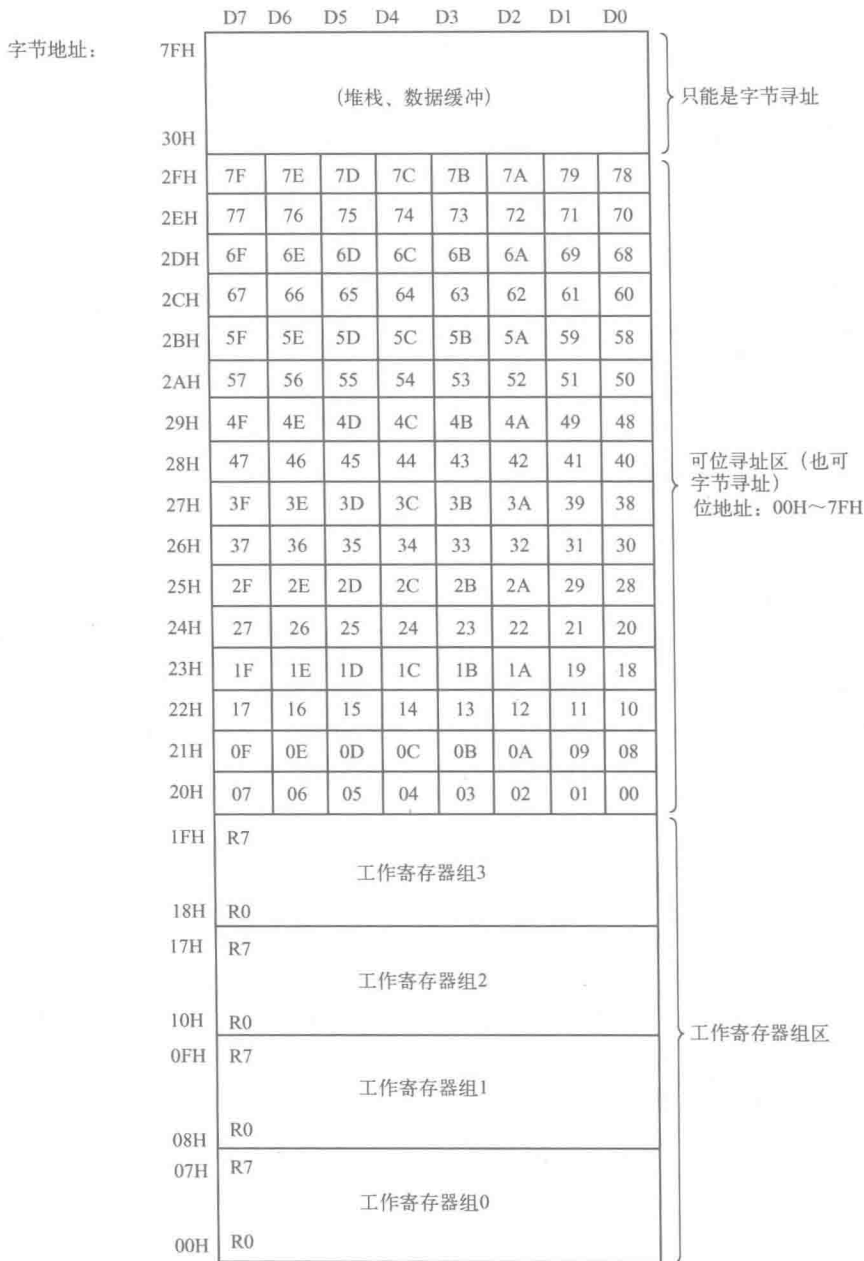 D7 D6 D5 D4 D3 D2 D1 D0
字节地址：
7FH
(堆栈、数据缓冲)
只能是字节寻址
30H
2FH 7F 7E 7D 7C 7B 7A 79 78
2EH 77 76 75 74 73 72 71 70
2DH 6F 6E 6D 6C 6B 6A 69 68
2CH 67 66 65 64 63 62 61 60
2BH 5F 5E 5D 5C 5B 5A 59 58
2AH 57 56 55 54 53 52 51 50
29H 4F 4E 4D 4C 4B 4A 49 48
28H 47 46 45 44 43 42 41 40
可位寻址区（也可
字节寻址）
位地址：00H～7FH
27H 3F 3E 3D 3C 3B 3A 39 38
26H 37 36 35 34 33 32 31 30
25H 2F 2E 2D 2C 2B 2A 29 28
24H 27 26 25 24 23 22 21 20
23H 1F 1E 1D 1C 1B 1A 19 18
22H 17 16 15 14 13 12 11 10
21H 0F 0E 0D 0C 0B 0A 09 08
20H 07 06 05 04 03 02 01 00
1FH R7
工作寄存器组3
18H R0
17H R7
工作寄存器组2
10H R0
工作寄存器组区
0FH R7
工作寄存器组1
08H R0
07H R7
工作寄存器组0
00H R0